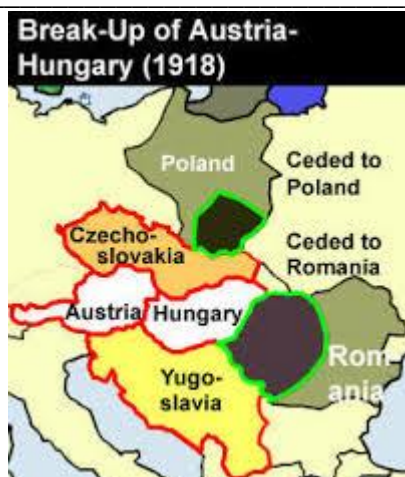 Break-Up of Austria-
Hungary (1918)
Poland
Ceded to
Poland
Czecho-
slovakia
Ceded to
Romania
Austria
Hungary
Yugo-
slavia
Rom
ania